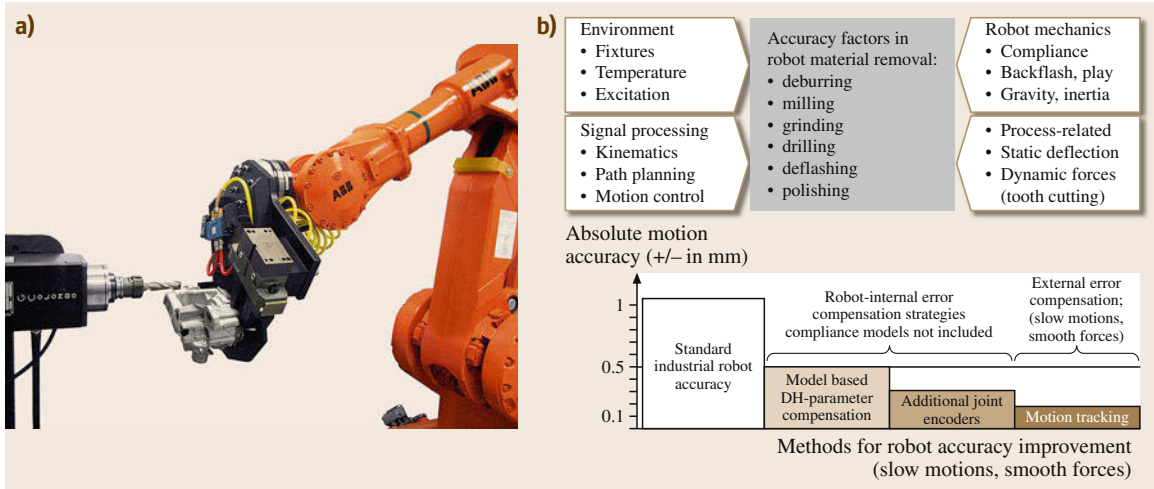 a)
ABB
ABB
b)
Environment
• Fixtures
• Temperature
• Excitation
Signal processing
• Kinematics
• Path planning
• Motion control
Accuracy factors in
robot material removal:
• deburring
• milling
• grinding
• drilling
• deflashing
• polishing
Robot mechanics
• Compliance
• Backflash, play
• Gravity, inertia
• Process-related
• Static deflection
• Dynamic forces
(tooth cutting)
Absolute motion
accuracy (+/– in mm)
1
0.5
0.1
Standard
industrial robot
accuracy
Robot-internal error
compensation strategies
compliance models not included
External error
compensation;
(slow motions,
smooth forces)
Model based
DH-parameter
compensation
Additional joint
encoders
Motion tracking
Methods for robot accuracy improvement
(slow motions, smooth forces)